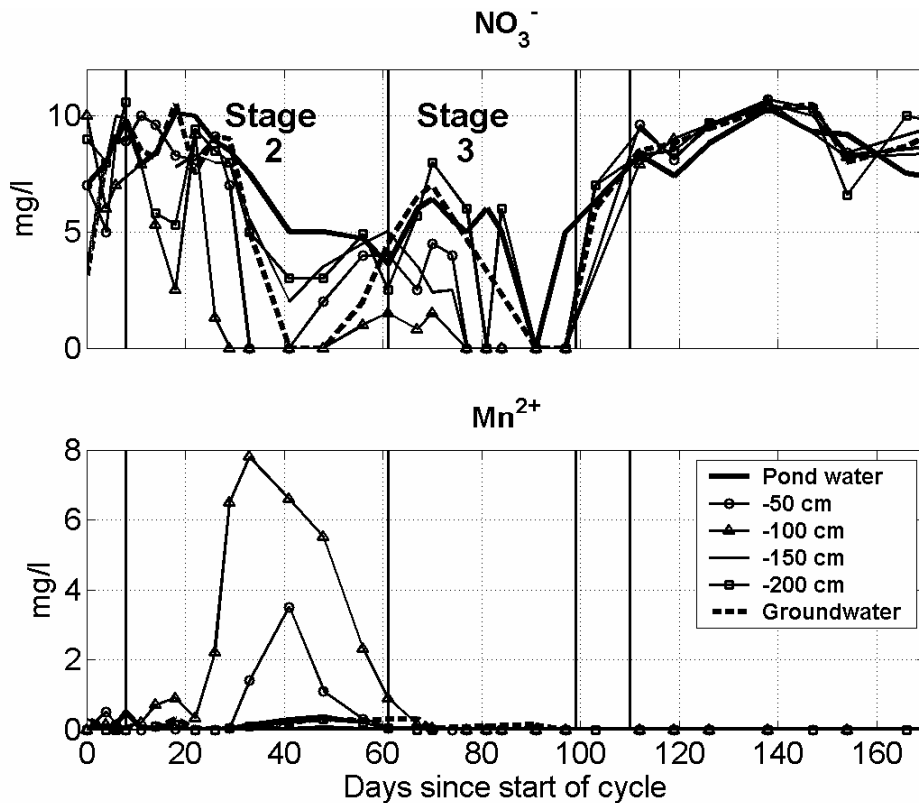 NO₃⁻
10
5
0
mg/l
Stage
2
Stage
3
Mn²⁺
8
6
4
2
0
mg/l
Pond water
-50 cm
-100 cm
-150 cm
-200 cm
Groundwater
0 20 40 60 80 100 120 140 160
Days since start of cycle